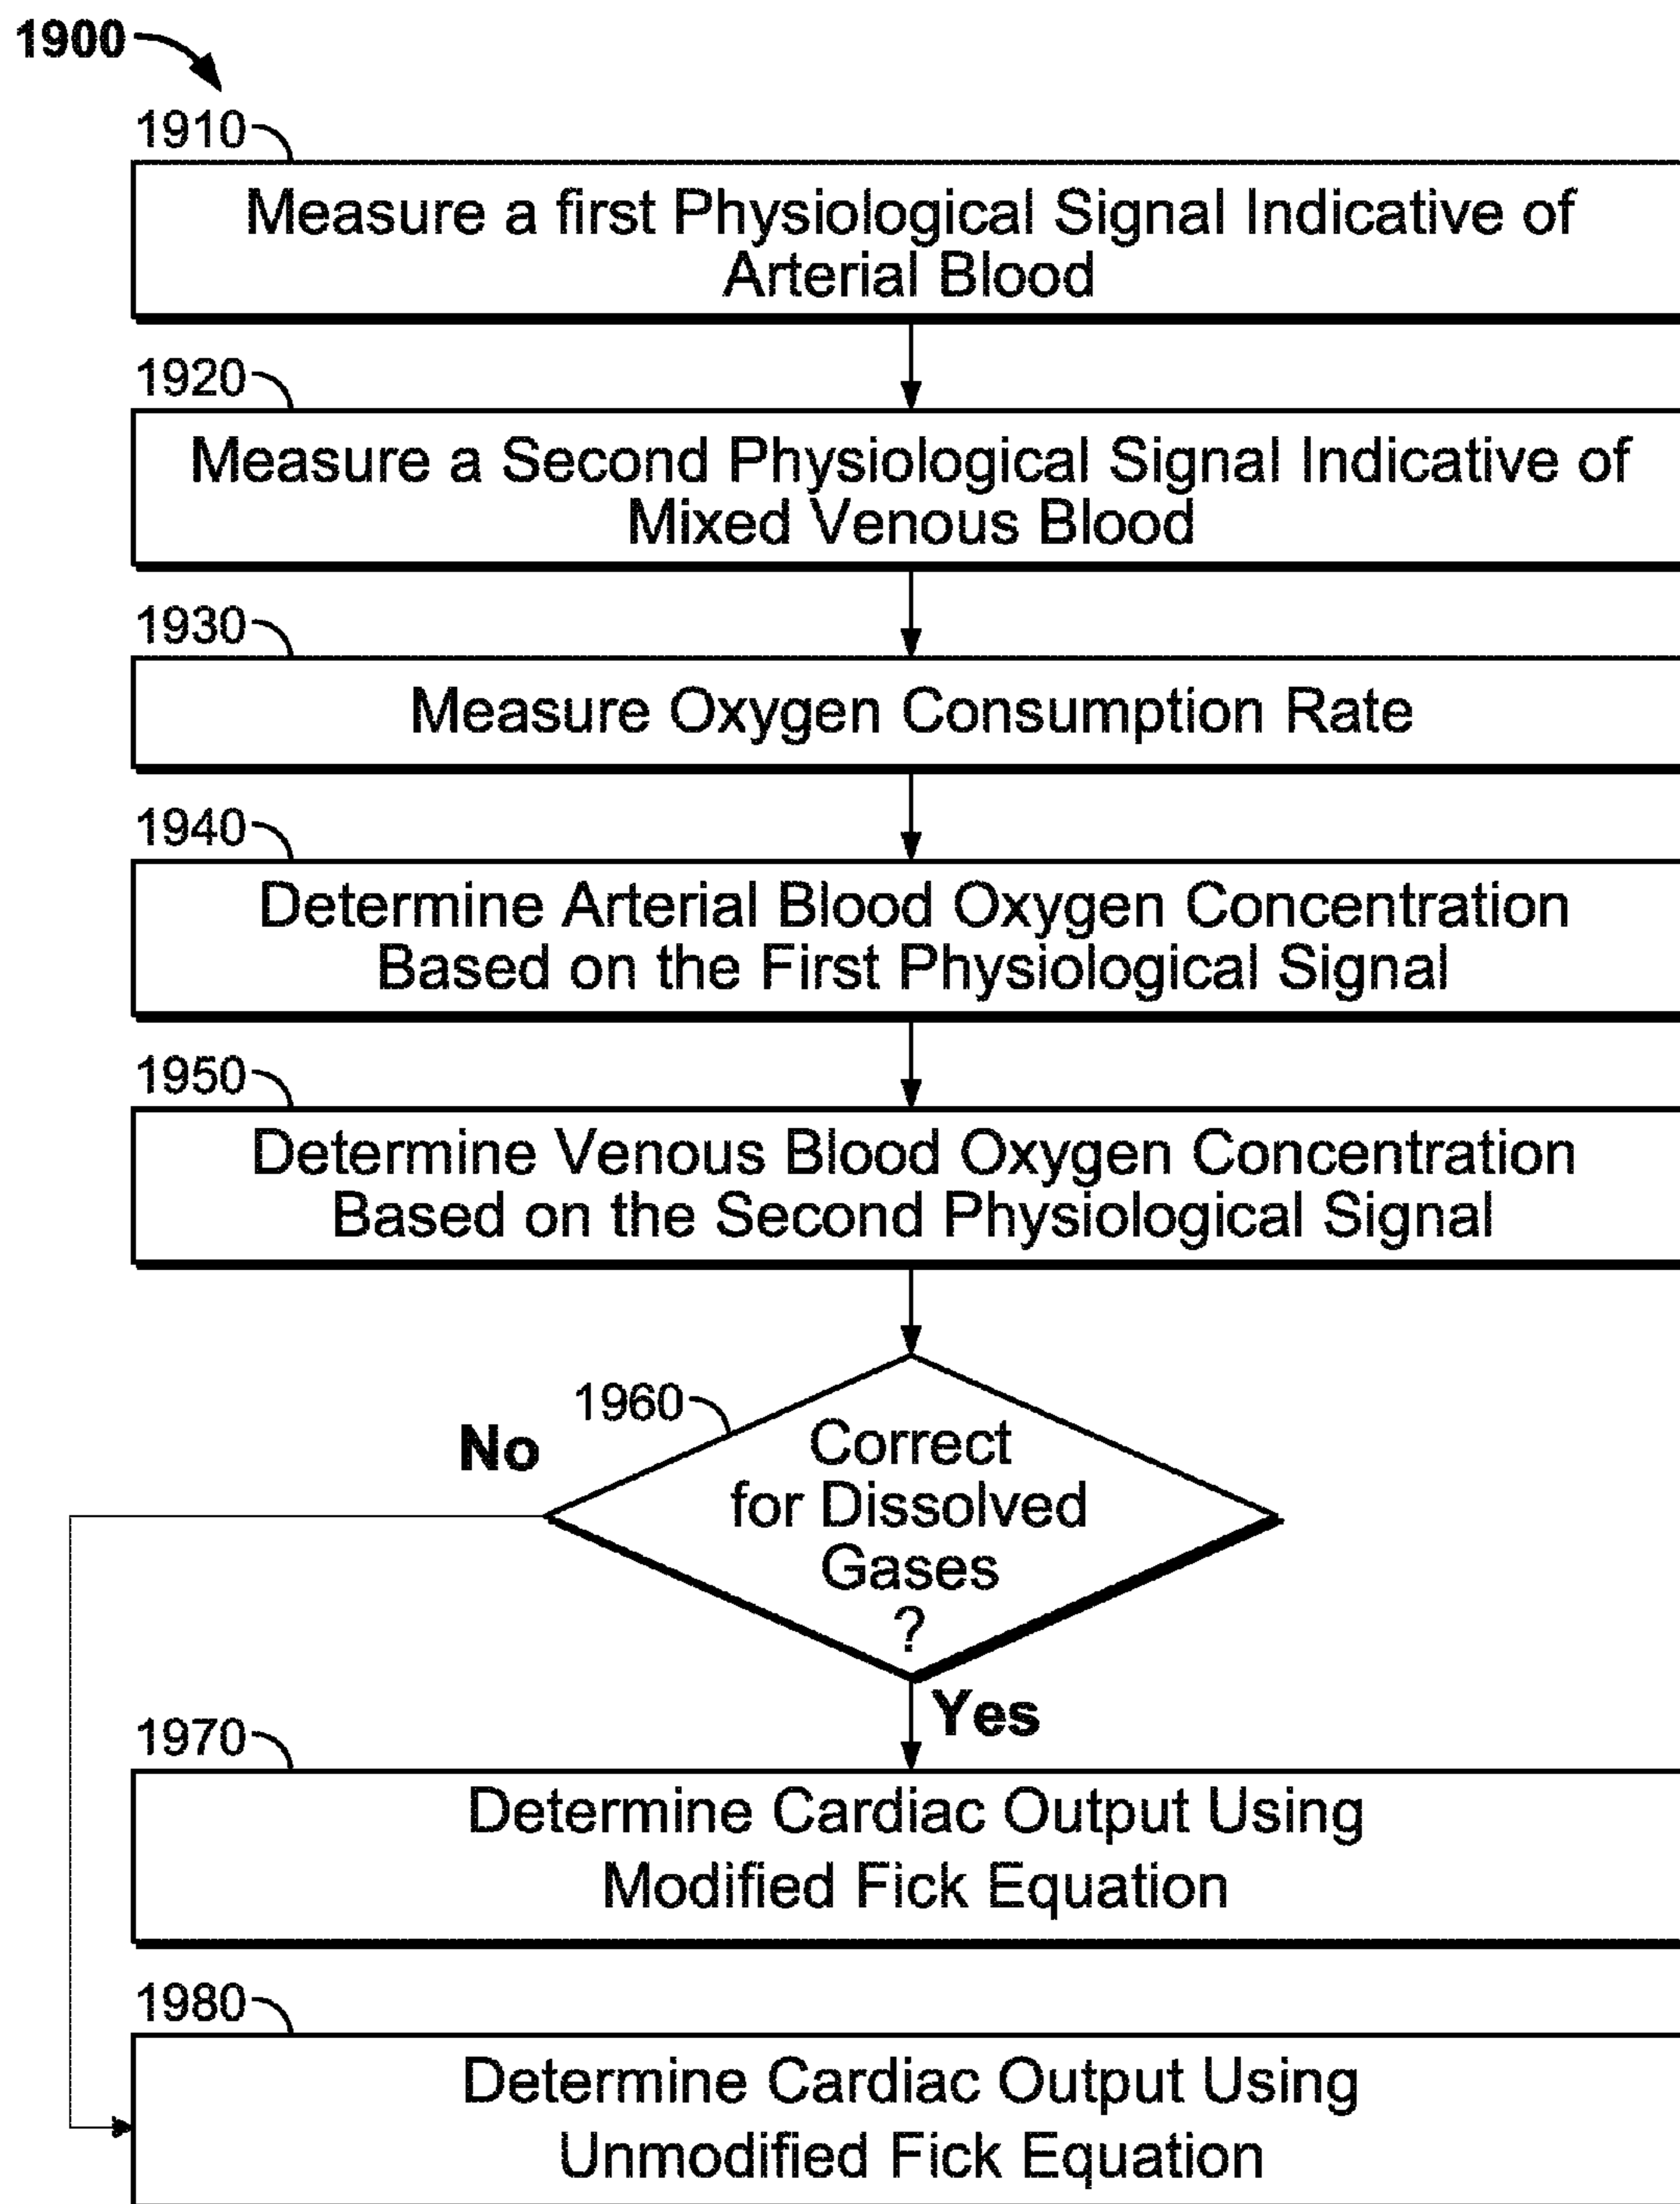 1900
1910
Measure a first Physiological Signal Indicative of
Arterial Blood
1920
Measure a Second Physiological Signal Indicative of
Mixed Venous Blood
1930
Measure Oxygen Consumption Rate
1940
Determine Arterial Blood Oxygen Concentration
Based on the First Physiological Signal
1950
Determine Venous Blood Oxygen Concentration
Based on the Second Physiological Signal
1960
No
Correct
for Dissolved
Gases
?
Yes
1970
Determine Cardiac Output Using
Modified Fick Equation
1980
Determine Cardiac Output Using
Unmodified Fick Equation